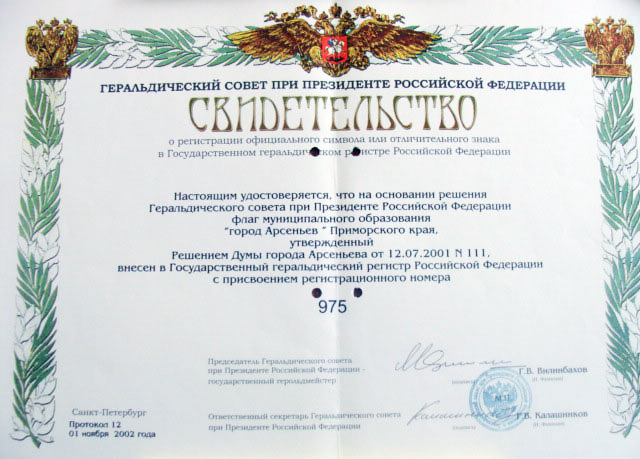 ГЕРАЛЬДИЧЕСКИЙ СОВЕТ ПРИ ПРЕЗИДЕНТЕ РОССИЙСКОЙ ФЕДЕРАЦИИ
СВИДЕТЕЛЬСТВО
о регистрации официального символа или отличительного знака
в Государственном геральдическом регистре Российской Федерации
Настоящим удостоверяется, что на основании решения
Геральдического совета при Президенте Российской Федерации
флаг муниципального образования
"город Арсеньев " Приморского края,
утвержденный
Решением Думы города Арсеньева от 12.07.2001 N 111,
внесен в Государственный геральдический регистр Российской Федерации
с присвоением регистрационного номера
975
Председатель Геральдического совета
при Президенте Российской Федерации -
государственный герольдмейстер
Г.В. Вилинбахов
Санкт-Петербург
Протокол 12
01 ноября 2002 года
Ответственный секретарь Геральдического совета
при Президенте Российской Федерации
М.П.
Г.В. Калашников